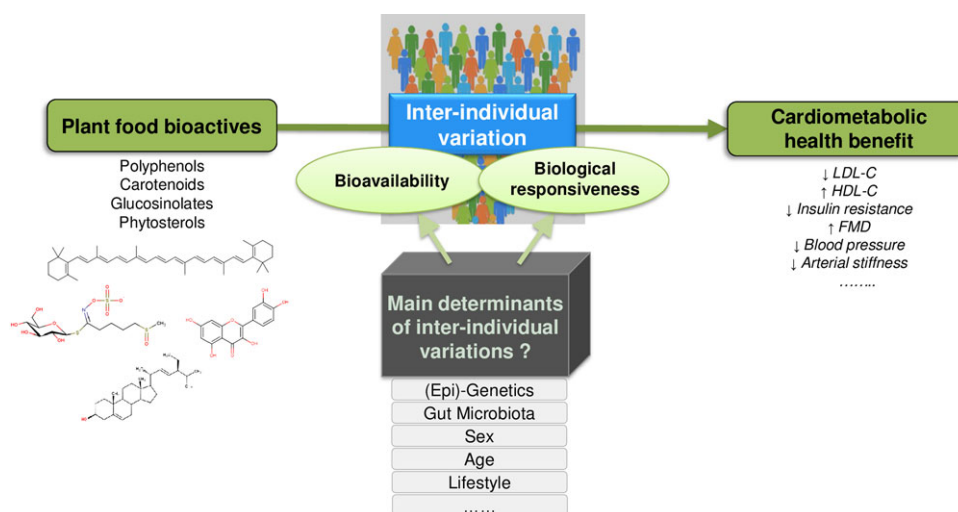 Plant food bioactives
Polyphenols
Carotenoids
Glucosinolates
Phytosterols
Inter-individual
variation
Bioavailability
Biological
responsiveness
Cardiometabolic
health benefit
↓ LDL-C
↑ HDL-C
↓ Insulin resistance
↑ FMD
↓ Blood pressure
↓ Arterial stiffness
……..
Main determinants
of inter-individual
variations ?
(Epi)-Genetics
Gut Microbiota
Sex
Age
Lifestyle
……